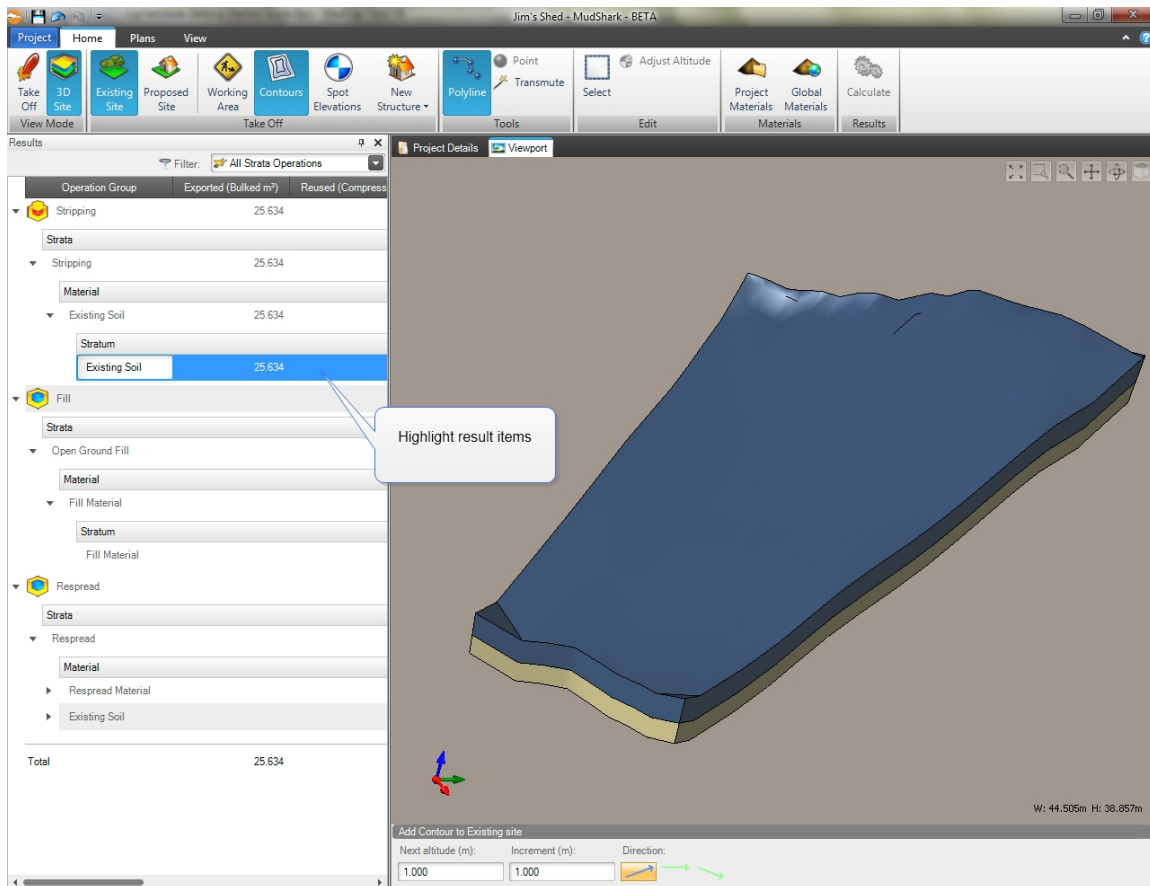 Jim's Shed - MudShark - BETA
Project Home Plans View
Take Off
3D Site
Existing Site
Proposed Site
Working Area
Contours
Spot Elevations
New Structure
Polyline
Point
Transmute
Select
Adjust Altitude
Project Materials
Global Materials
Calculate
View Mode Take Off Tools Edit Materials Results
Results
Project Details Viewport
Filter: All Strata Operations
Operation Group Exported (Bulked m³) Reused (Compress
Stripping 25.634
Strata
Stripping 25.634
Material
Existing Soil 25.634
Stratum
Existing Soil 25.634
Highlight result items
Fill
Strata
Open Ground Fill
Material
Fill Material
Stratum
Fill Material
Respread
Strata
Respread
Material
Respread Material
Existing Soil
Total 25.634
W: 44.505m H: 38.857m
Add Contour to Existing site
Next altitude (m): Increment (m): Direction:
1.000 1.000